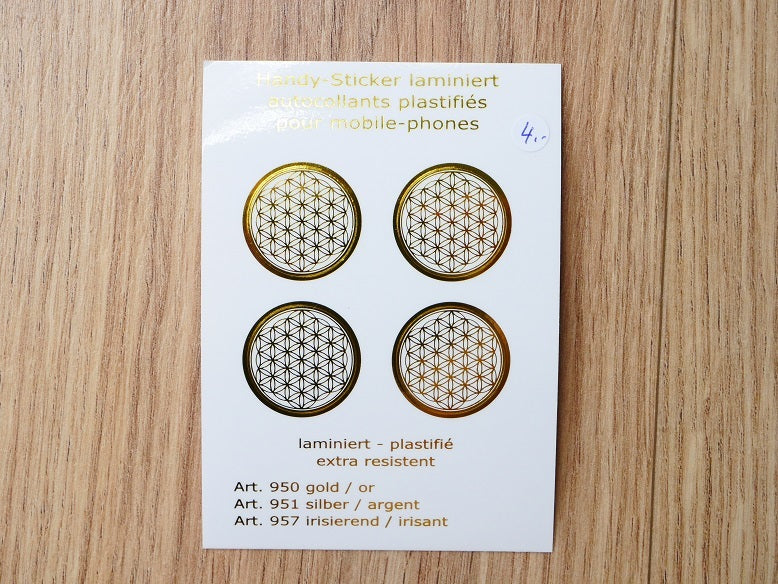 Handy-Sticker laminiert
autocollants plastifiés
pour mobile-phones
4.-
laminiert - plastifié
extra resistent
Art. 950 gold / or
Art. 951 silber / argent
Art. 957 irisierend / irisant